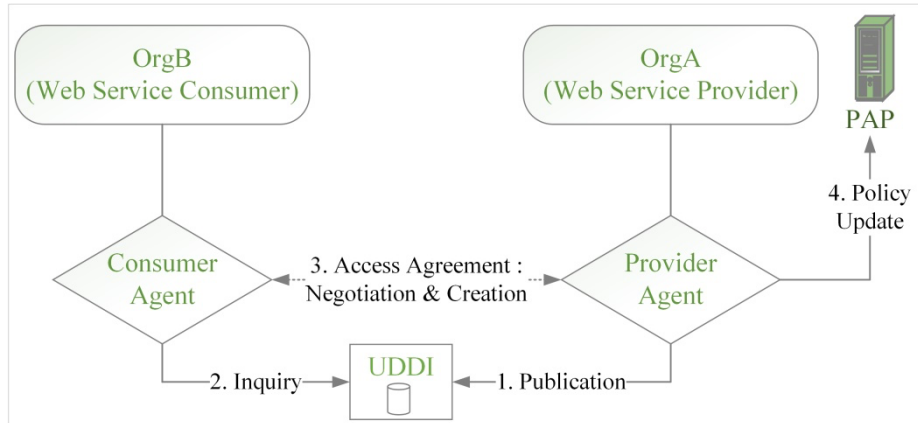 OrgB
(Web Service Consumer)
OrgA
(Web Service Provider)
PAP
4. Policy
Update
Consumer
Agent
3. Access Agreement :
Negotiation & Creation
Provider
Agent
2. Inquiry
UDDI
1. Publication